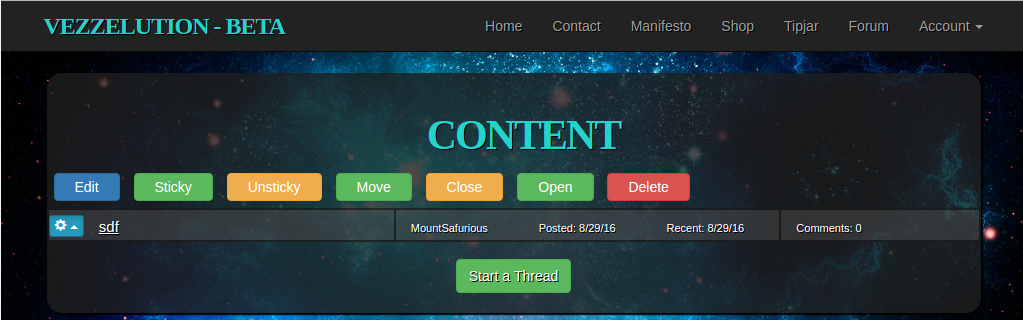 VEZZELUTION - BETA Home Contact Manifesto Shop Tipjar Forum Account
CONTENT
Edit Sticky Unsticky Move Close Open Delete
sdf MountSafurious Posted: 8/29/16 Recent: 8/29/16 Comments: 0
Start a Thread